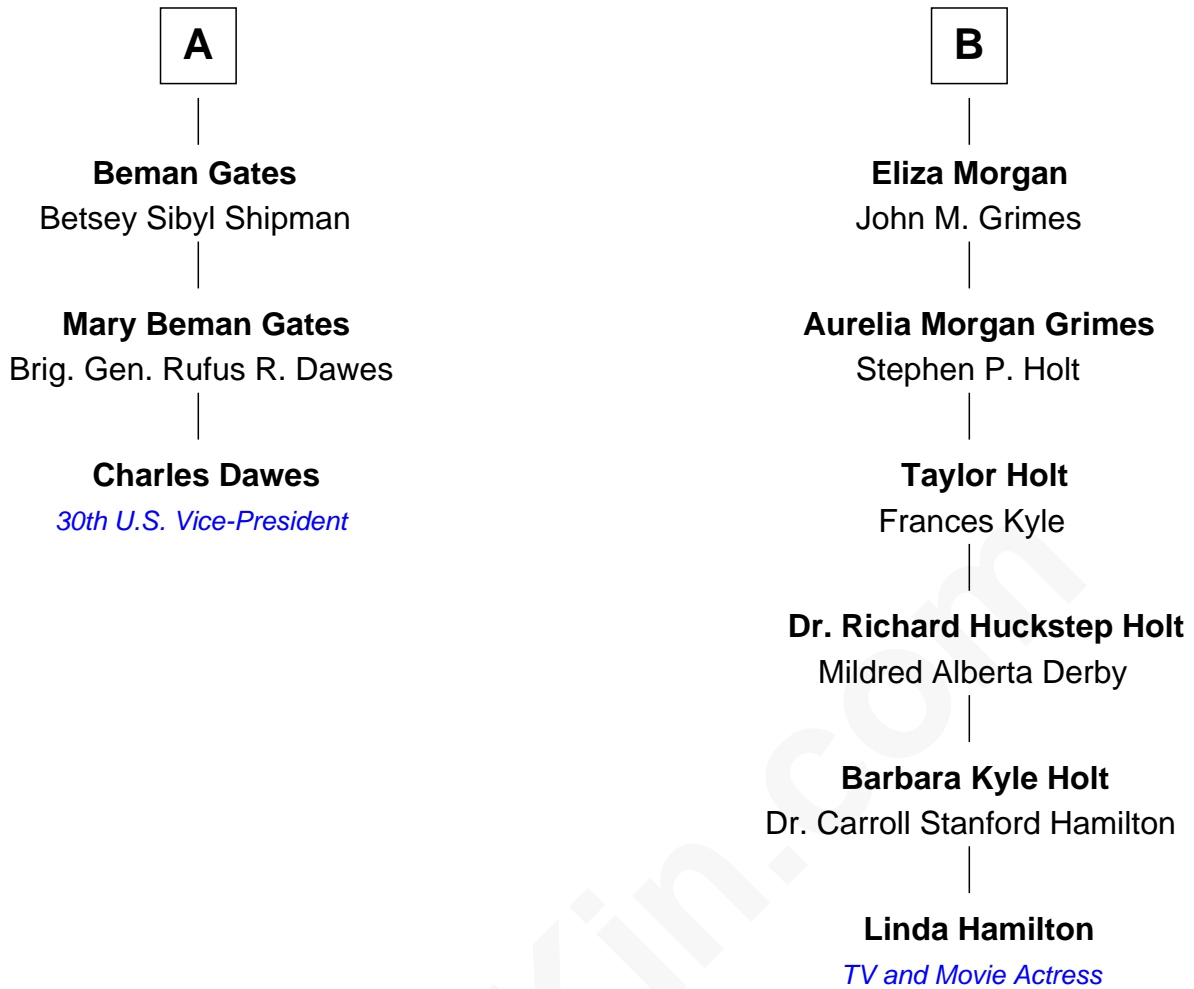 A
Beman Gates
Betsey Sibyl Shipman
Mary Beman Gates
Brig. Gen. Rufus R. Dawes
Charles Dawes
30th U.S. Vice-President
B
Eliza Morgan
John M. Grimes
Aurelia Morgan Grimes
Stephen P. Holt
Taylor Holt
Frances Kyle
Dr. Richard Huckstep Holt
Mildred Alberta Derby
Barbara Kyle Holt
Dr. Carroll Stanford Hamilton
Linda Hamilton
TV and Movie Actress